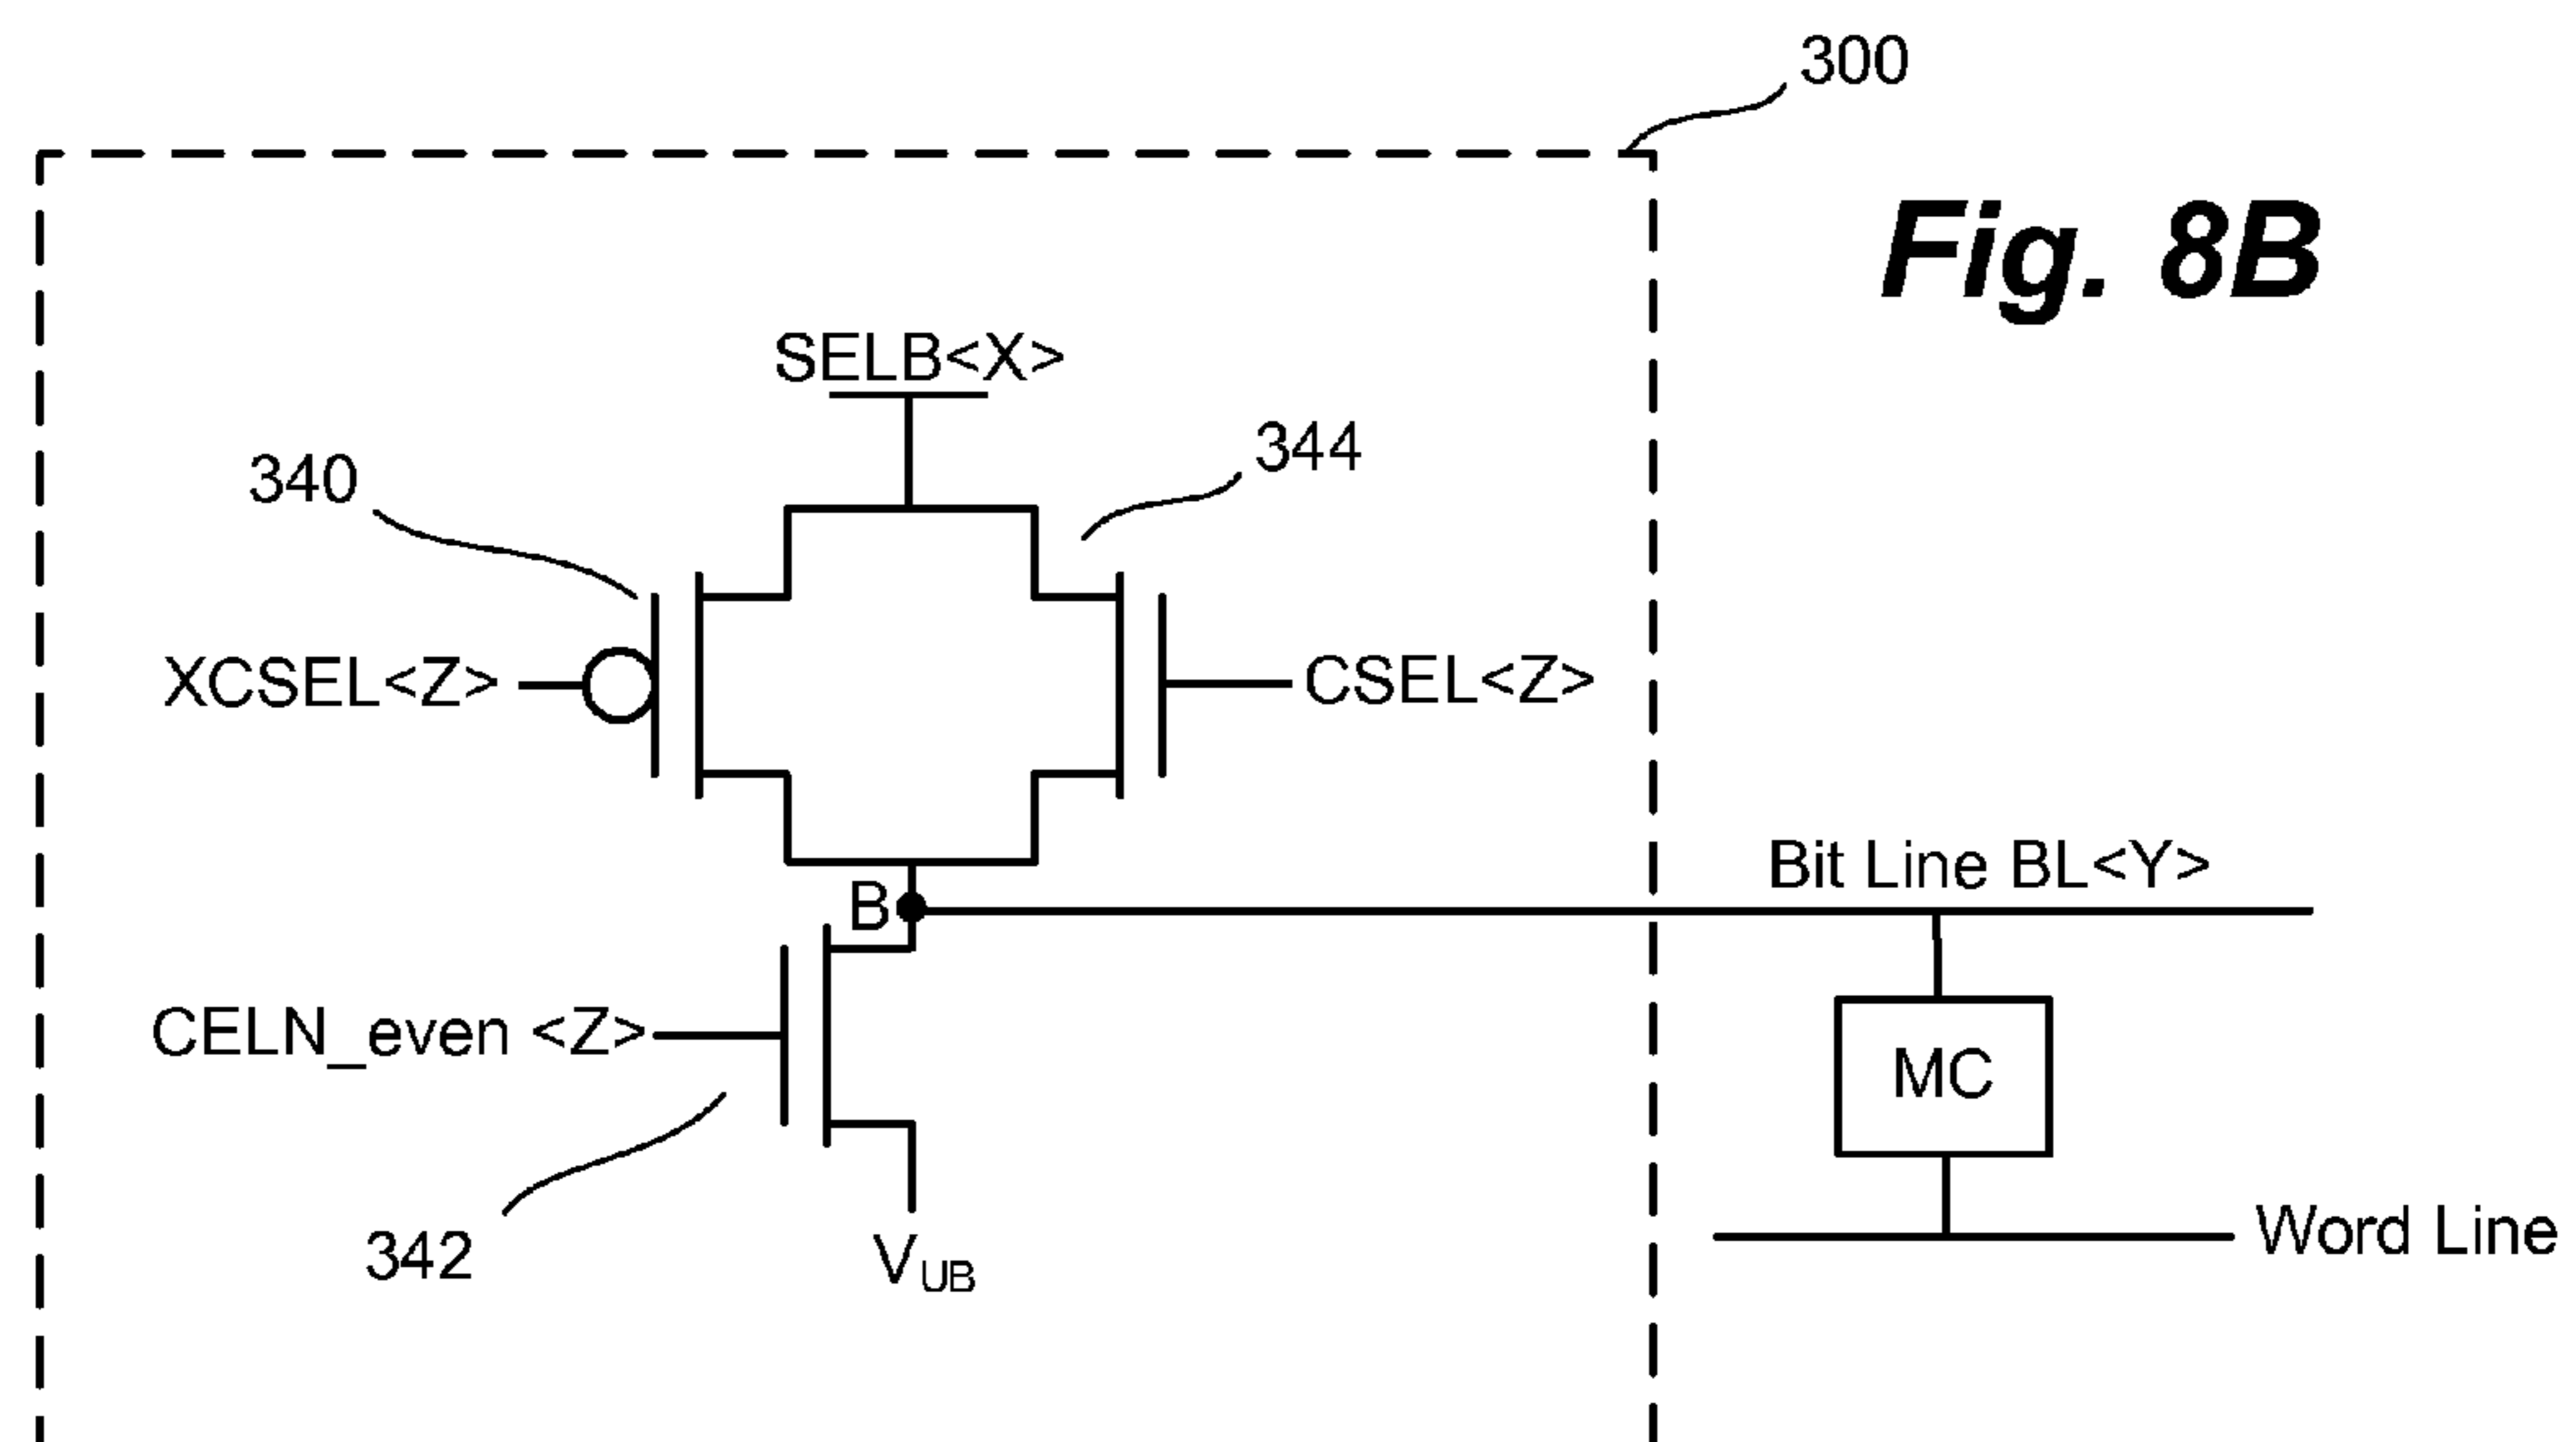 300
Fig. 8B
SELB<X>
344
340
XCSEL<Z>
CSEL<Z>
Bit Line BL<Y>
B
CELN_even <Z>
MC
342
VUB
Word Line